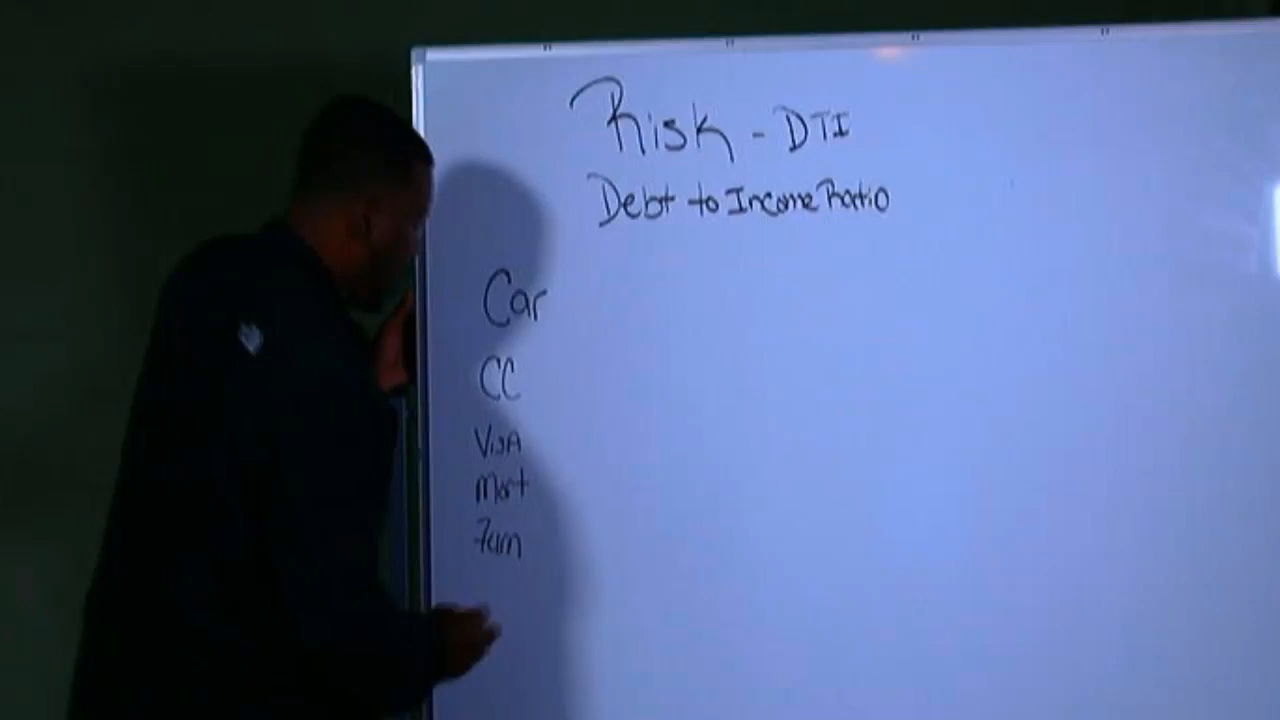 Risk - DTI
Debt to Income Ratio
Car
CC
VISA
Mort
Furn